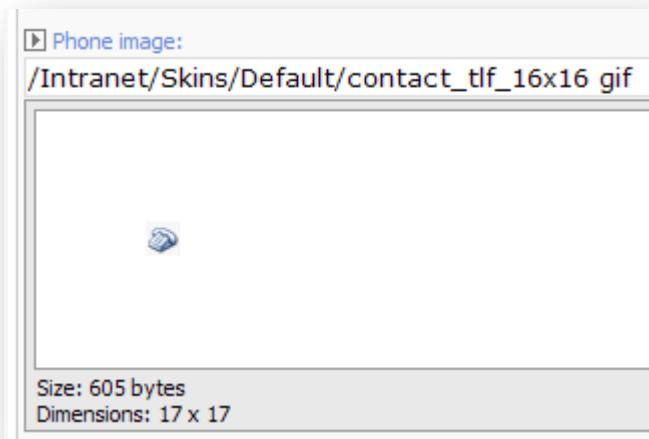 Phone image:
/Intranet/Skins/Default/contact_tlf_16x16 gif
Size: 605 bytes
Dimensions: 17 x 17